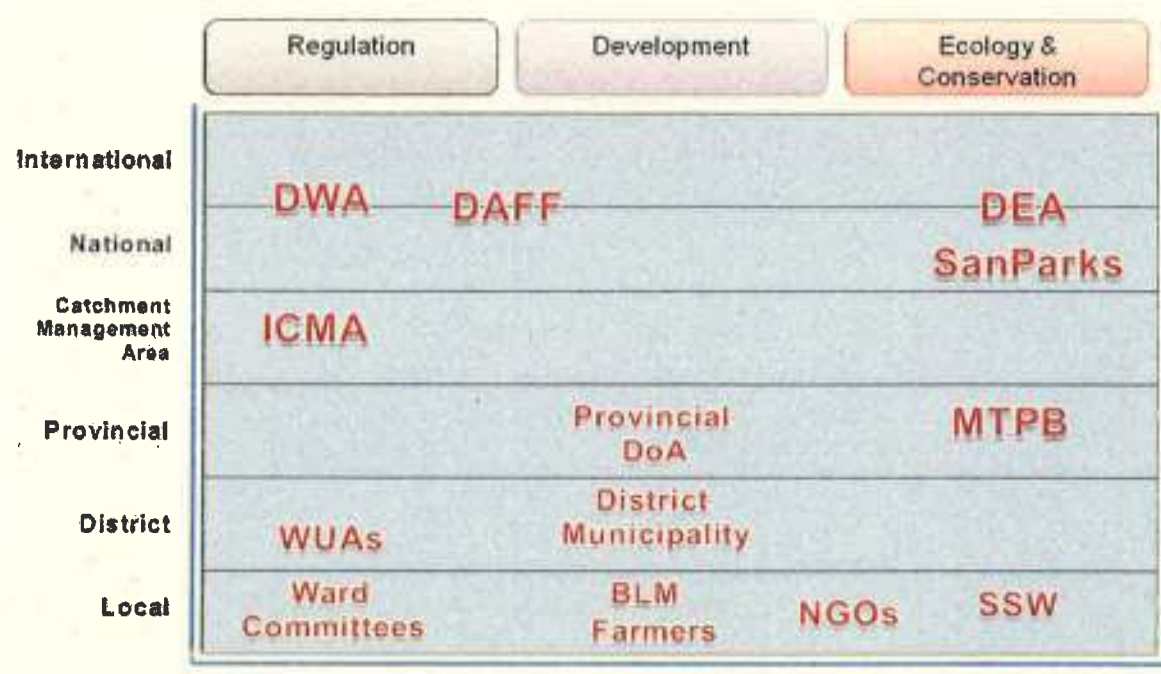 Regulation
Development
Ecology &
Conservation
International
DWA
DAFF
DEA
National
SanParks
Catchment
Management
Area
ICMA
Provincial
Provincial
DoA
MTPB
District
WUAs
District
Municipality
Local
Ward
Committees
BLM
Farmers
NGOs
SSW